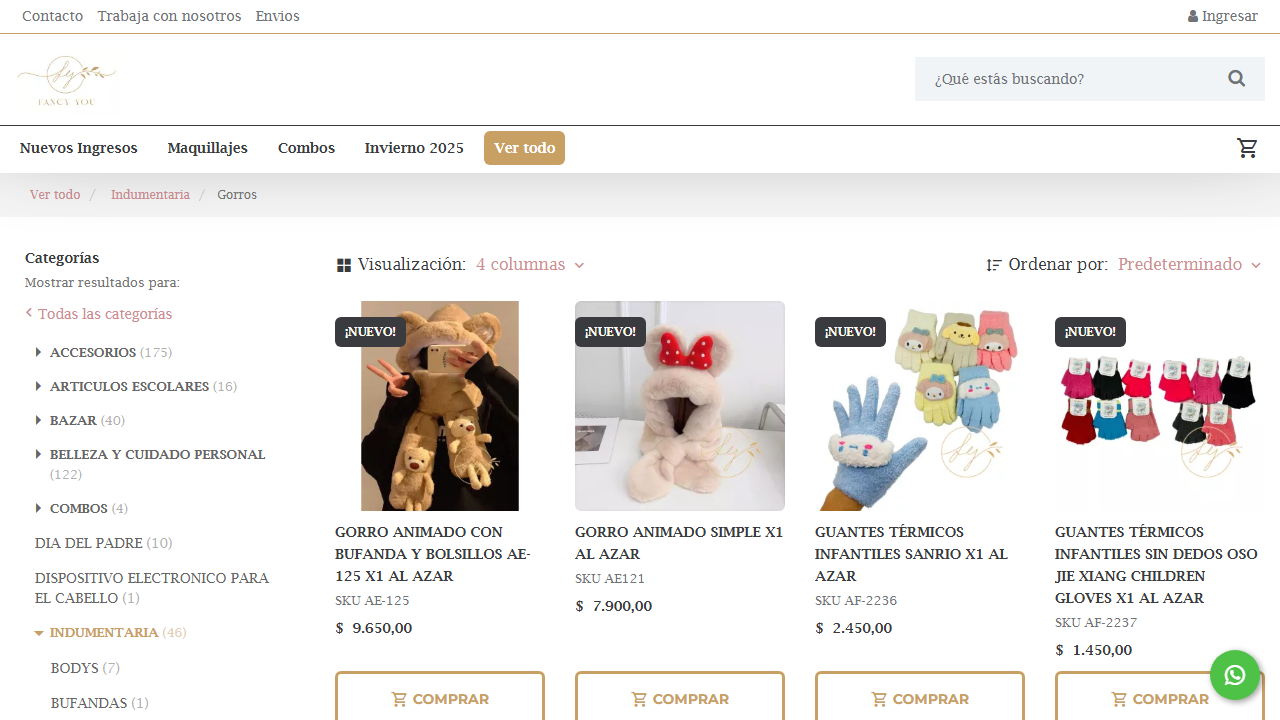 Contacto Trabaja con nosotros Envios Ingresar
FANCY YOU
¿Qué estás buscando?
Nuevos Ingresos Maquillajes Combos Invierno 2025 Ver todo
Ver todo / Indumentaria / Gorros
Categorías
Mostrar resultados para:
Todas las categorías
ACCESORIOS (175)
ARTICULOS ESCOLARES (16)
BAZAR (40)
BELLEZA Y CUIDADO PERSONAL
(122)
COMBOS (4)
DIA DEL PADRE (10)
DISPOSITIVO ELECTRONICO PARA
EL CABELLO (1)
INDUMENTARIA (46)
BODYS (7)
BUFANDAS (1)
Visualización: 4 columnas
Ordenar por: Predeterminado
¡NUEVO!
GORRO ANIMADO CON
BUFANDA Y BOLSILLOS AE-
125 X1 AL AZAR
SKU AE-125
$ 9.650,00
COMPRAR
¡NUEVO!
GORRO ANIMADO SIMPLE X1
AL AZAR
SKU AE121
$ 7.900,00
COMPRAR
¡NUEVO!
GUANTES TÉRMICOS
INFANTILES SANRIO X1 AL
AZAR
SKU AF-2236
$ 2.450,00
COMPRAR
¡NUEVO!
GUANTES TÉRMICOS
INFANTILES SIN DEDOS OSO
JIE XIANG CHILDREN
GLOVES X1 AL AZAR
SKU AF-2237
$ 1.450,00
COMPRAR